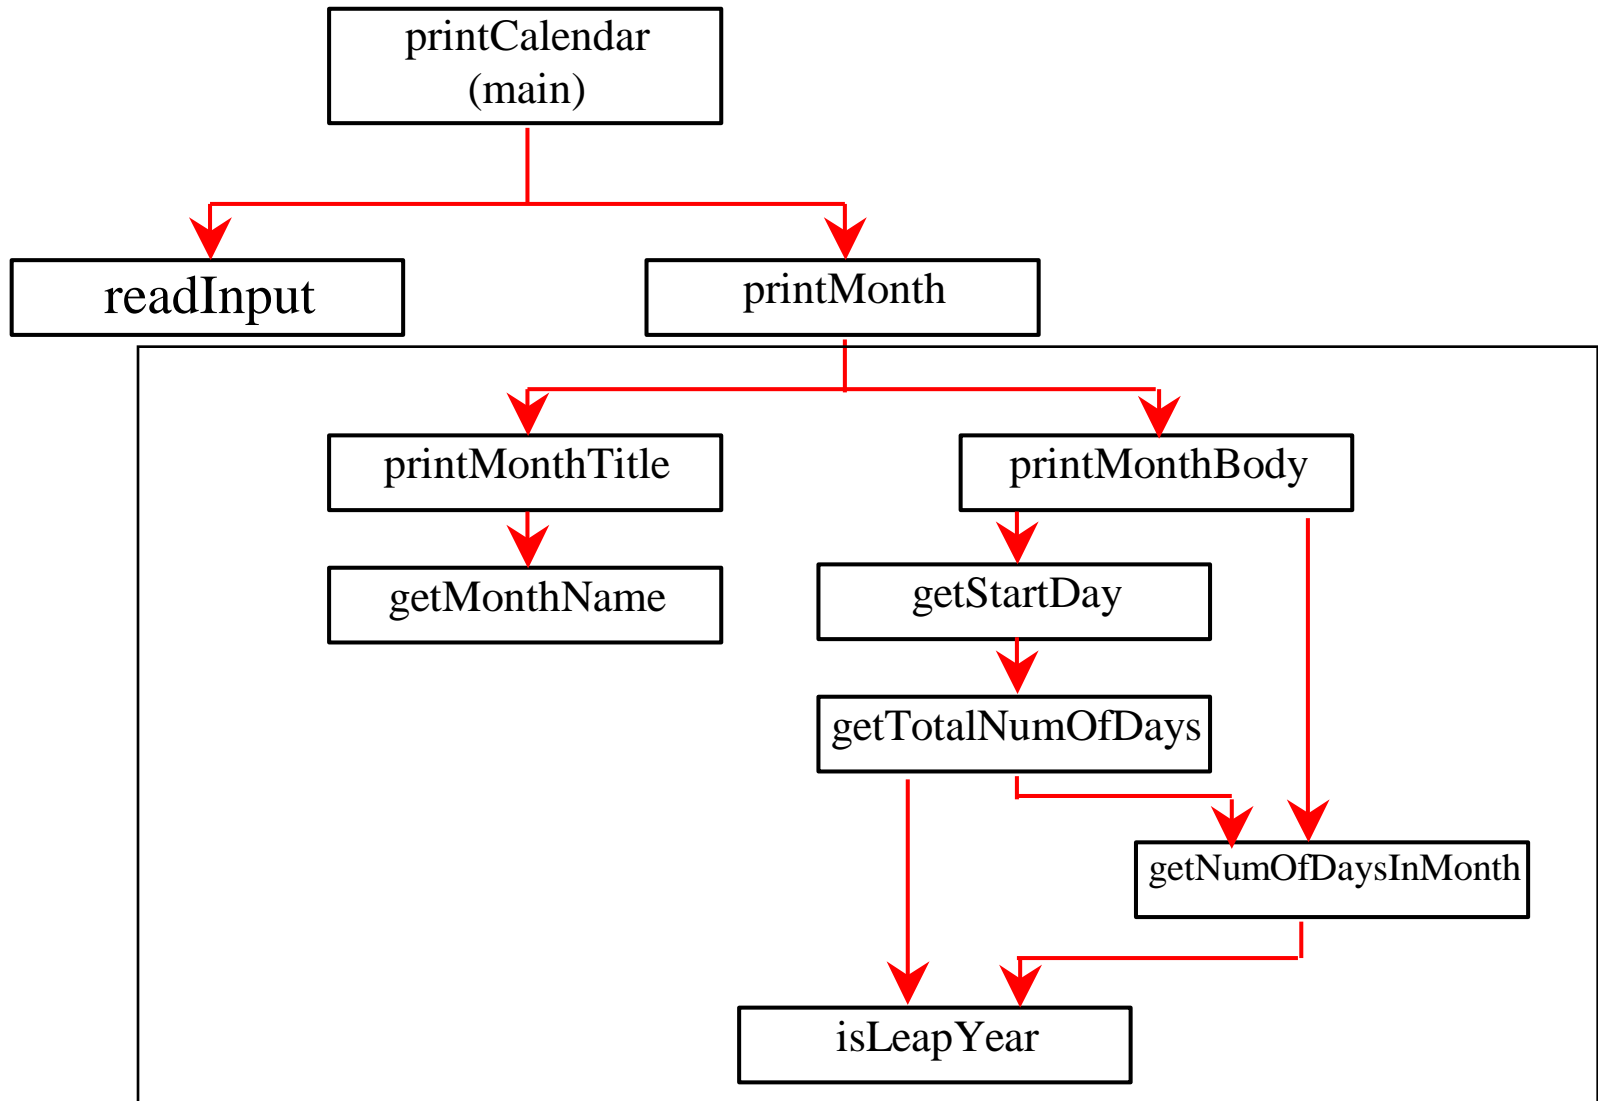 printCalendar
(main)
readInput
printMonth
printMonthTitle
printMonthBody
getMonthName
getStartDay
getTotalNumOfDays
getNumOfDaysInMonth
isLeapYear